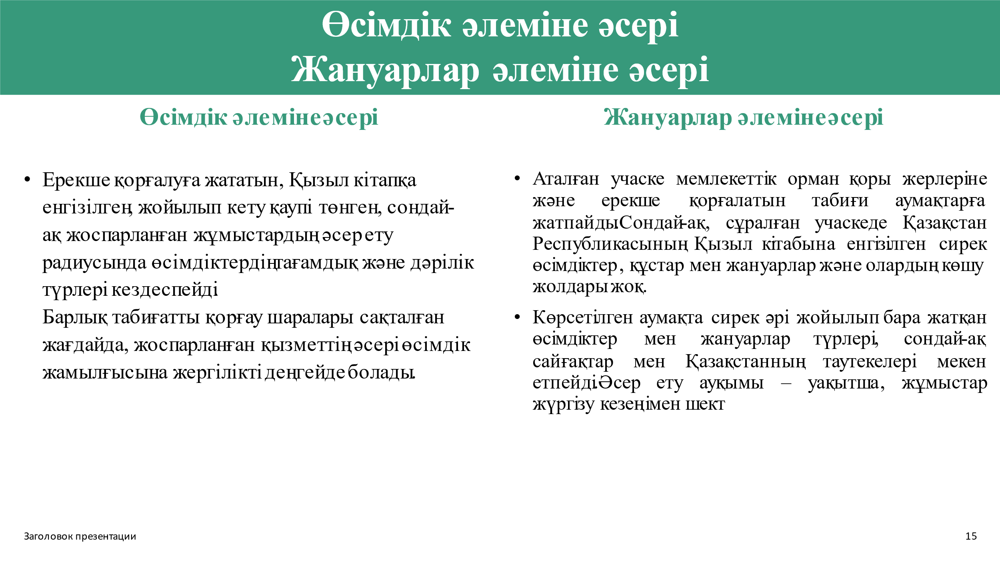 Өсімдік әлеміне әсері
Жануарлар әлеміне әсері
Өсімдік әлеміне әсері
• Ерекше қорғалуға жататын, Қызыл кітапқа
енгізілген, жойылып кету қаупі төнген, сондай-
ақ жоспарланған жұмыстардың әсер ету
радиусында өсімдіктердің тағамдық және дәрілік
түрлері кездеспейді.
Барлық табиғатты қорғау шаралары сақталған
жағдайда, жоспарланған қызметтің әсері өсімдік
жамылғысына жергілікті деңгейде болады.
Жануарлар әлеміне әсері
• Аталған учаске мемлекеттік орман қоры жерлеріне
және ерекше қорғалатын табиғи аумақтарға
жатпайды.Сондай-ақ, сұралған учаскеде Қазақстан
Республикасының Қызыл кітабына енгізілген сирек
өсімдіктер, құстар мен жануарлар және олардың көшу
жолдары жоқ.
• Көрсетілген аумақта сирек әрі жойылып бара жатқан
өсімдіктер мен жануарлар түрлері, сондай-ақ
сайғақтар мен Қазақстанның таутекелері мекен
етпейді.Әсер ету ауқымы – уақытша, жұмыстар
жүргізу кезеңімен шект
Заголовок презентации
15